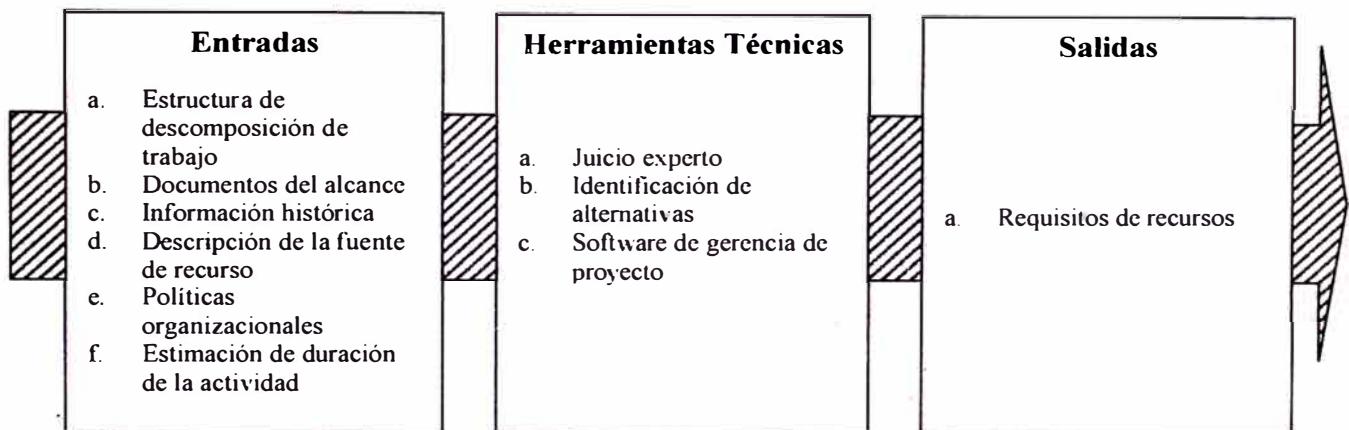 Entradas
a. Estructura de
descomposición de
trabajo
b. Documentos del alcance
c. Información histórica
d. Descripción de la fuente
de recurso
e. Políticas
organizacionales
f. Estimación de duración
de la actividad
Herramientas Técnicas
a. Juicio experto
b. Identificación de
alternativas
c. Software de gerencia de
proyecto
Salidas
a. Requisitos de recursos